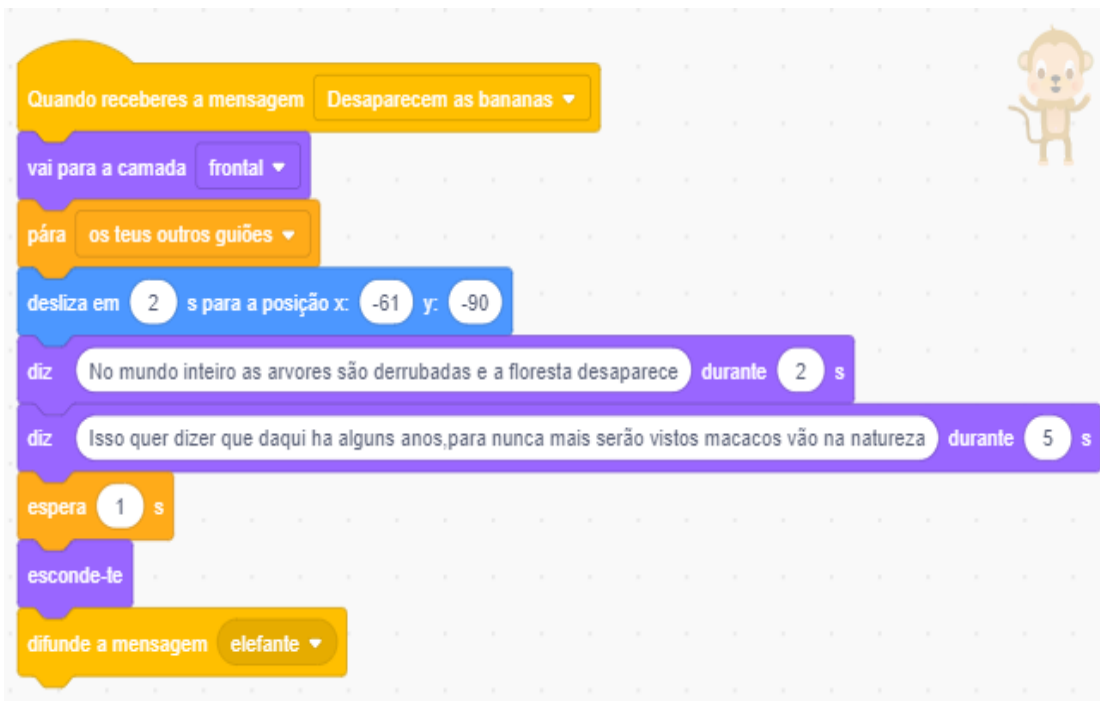 Quando receberes a mensagem Desaparecem as bananas
vai para a camada frontal
pára os teus outros guiões
desliza em 2 s para a posição x: -61 y: -90
diz No mundo inteiro as arvores são derrubadas e a floresta desaparece durante 2 s
diz Isso quer dizer que daqui ha alguns anos,para nunca mais serão vistos macacos vão na natureza durante 5 s
espera 1 s
esconde-te
difunde a mensagem elefante